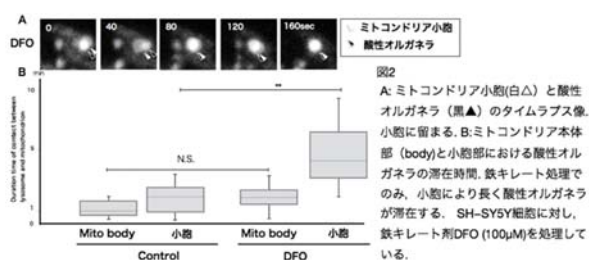 A
0
40
80
120
160sec
DFO
ミトコンドリア小胞
酸性オルガネラ
B
min
10
5
1
0
Duration time of contact between
lysosome and mitochondrion
N.S.
**
Mito body
小胞
Mito body
小胞
Control
DFO
図2
A: ミトコンドリア小胞(白△）と酸性
オルガネラ（黒▲）のタイムラプス像.
小胞に留まる. B:ミトコンドリア本体
部（body)と小胞部における酸性オル
ガネラの滞在時間. 鉄キレート処理で
のみ，小胞により長く酸性オルガネラ
が滞在する． SH-SY5Y細胞に対し，
鉄キレート剤DFO (100μM)を処理して
いる.